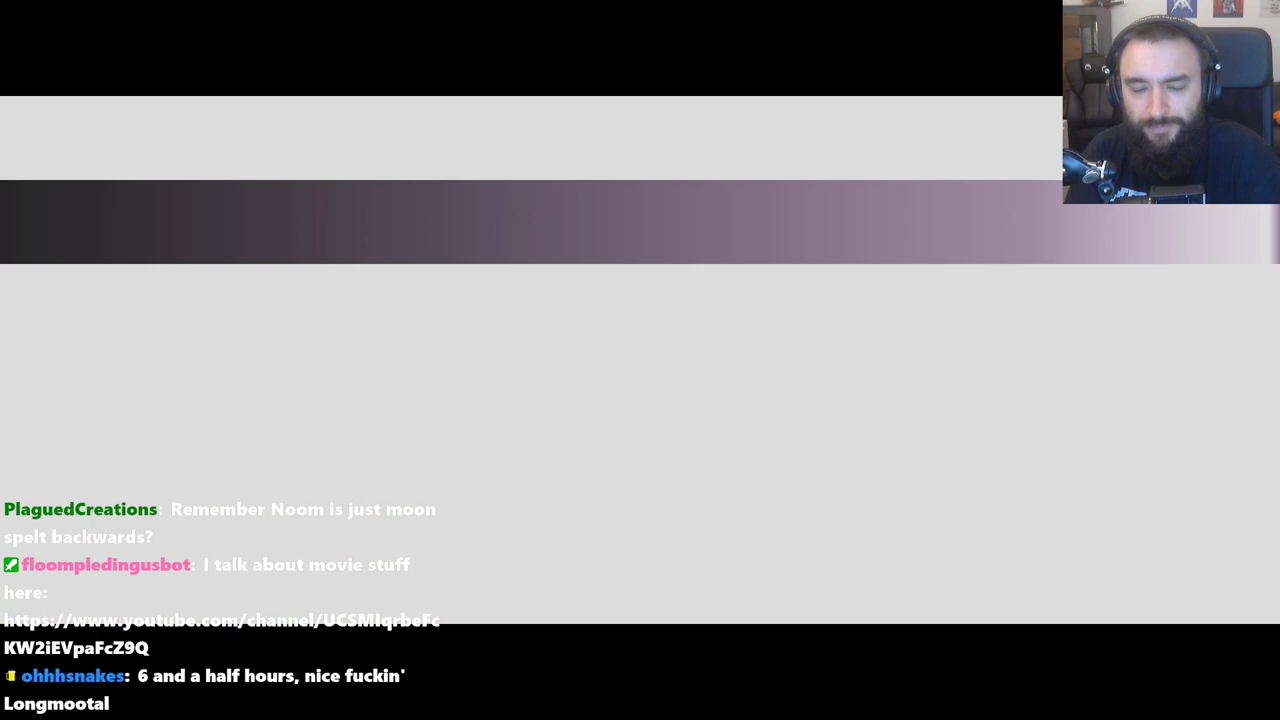 PlaguedCreations: Remember Noom is just moon
spelt backwards?
floompledingusbot: I talk about movie stuff
here:
https://www.youtube.com/channel/UCSMIqrbeFc
KW2iEVpaFcZ9Q
ohhhsnakes: 6 and a half hours, nice fuckin'
Longmootal